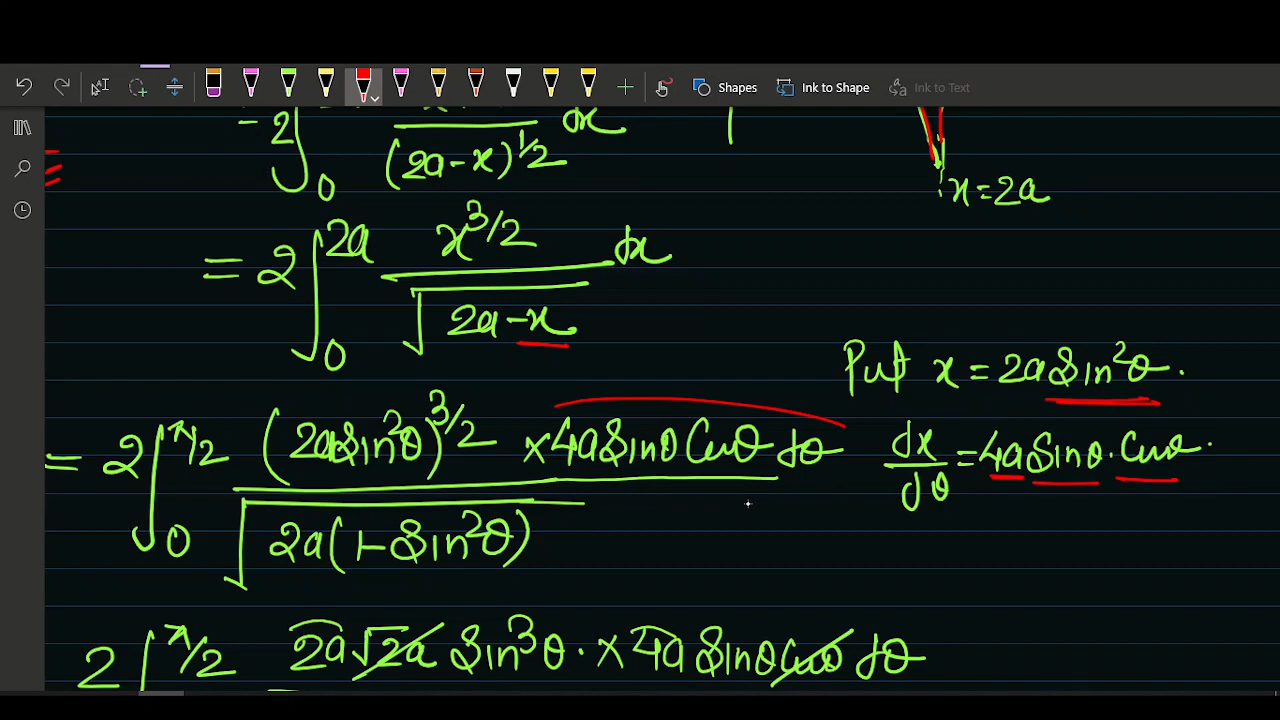 Shapes Ink to Shape Ink to Text
- 2∫₀ dx
(2a-x)^1/2
x=2a
= 2∫₀^2a x^3/2 dx
√2a-x
Put x = 2a Sin²θ.
= 2∫₀^π/2 (2aSin²θ)^3/2 × 4a Sinθ Cosθ dθ
dx/dθ = 4a Sinθ. Cosθ.
√2a(1-Sin²θ)
2∫^π/2 2a√2a Sin³θ. × 4a Sinθ Cosθ dθ